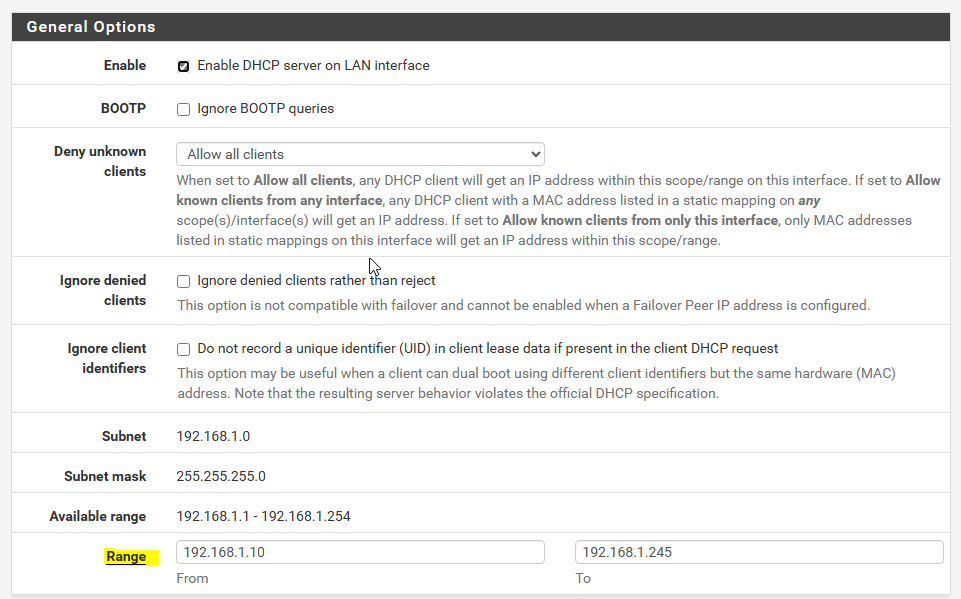 General Options
Enable
Enable DHCP server on LAN interface
BOOTP
Ignore BOOTP queries
Deny unknown
clients
Allow all clients
When set to Allow all clients, any DHCP client will get an IP address within this scope/range on this interface. If set to Allow
known clients from any interface, any DHCP client with a MAC address listed in a static mapping on any
scope(s)/interface(s) will get an IP address. If set to Allow known clients from only this interface, only MAC addresses
listed in static mappings on this interface will get an IP address within this scope/range.
Ignore denied
clients
Ignore denied clients rather than reject
This option is not compatible with failover and cannot be enabled when a Failover Peer IP address is configured.
Ignore client
identifiers
Do not record a unique identifier (UID) in client lease data if present in the client DHCP request
This option may be useful when a client can dual boot using different client identifiers but the same hardware (MAC)
address. Note that the resulting server behavior violates the official DHCP specification.
Subnet
192.168.1.0
Subnet mask
255.255.255.0
Available range
192.168.1.1 - 192.168.1.254
Range
192.168.1.10
192.168.1.245
From
To